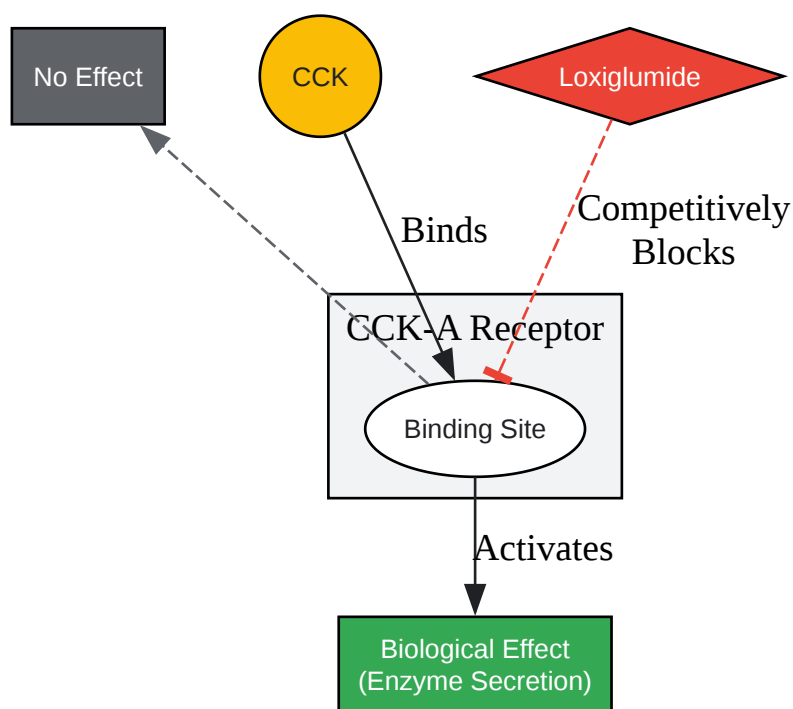 No Effect
CCK
Loxiglumide
Binds
Competitively
Blocks
CCK-A Receptor
Binding Site
Activates
Biological Effect
(Enzyme Secretion)